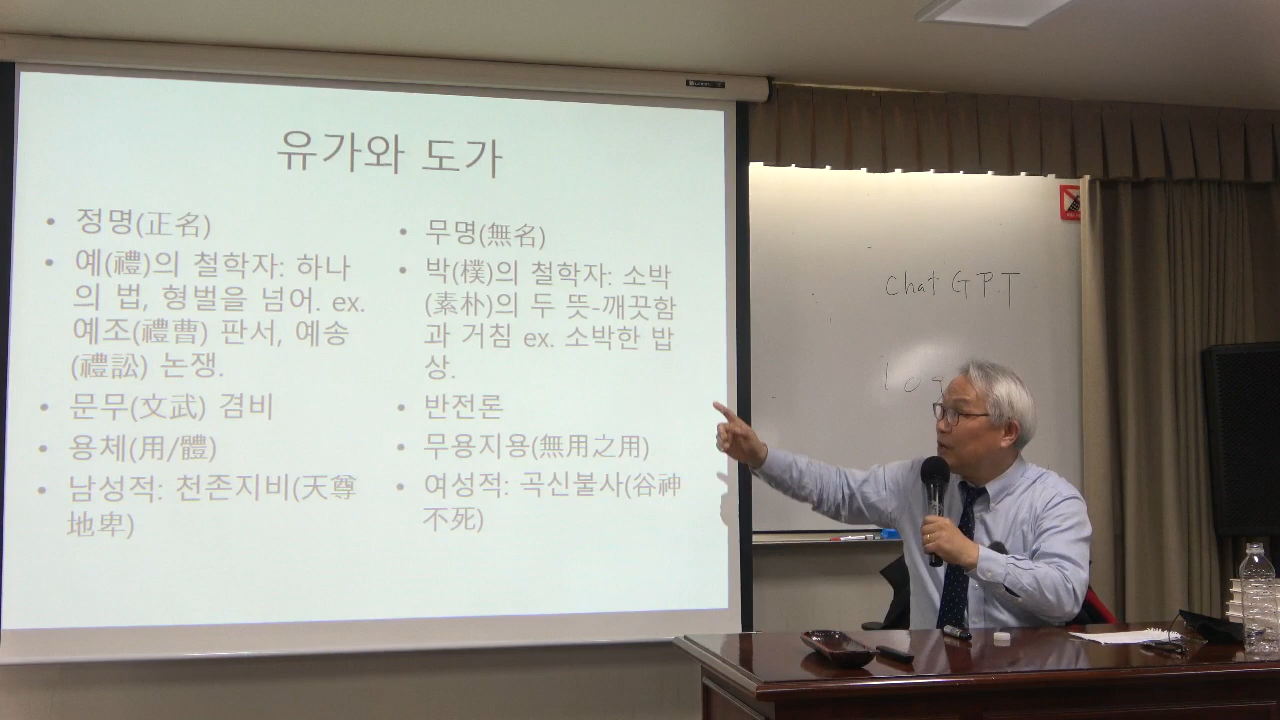 유가와 도가
• 정명(正名)
• 예(禮)의 철학자: 하나
의 법, 형벌을 넘어. ex.
예조(禮曹) 판서, 예송
(禮訟) 논쟁.
• 문무(文武) 겸비
• 용체(用/體)
• 남성적: 천존지비(天尊
地卑)
• 무명(無名)
• 박(樸)의 철학자: 소박
(素朴)의 두 뜻-깨끗함
과 거침 ex. 소박한 밥
상.
• 반전론
• 무용지용(無用之用)
• 여성적: 곡신불사(谷神
不死)
Chat GPT